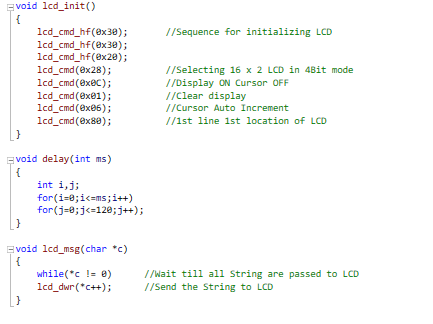 void lcd_init()
{
lcd_cmd_hf(0x30); //Sequence for initializing LCD
lcd_cmd_hf(0x30);
lcd_cmd_hf(0x20);
lcd_cmd(0x28); //Selecting 16 x 2 LCD in 4Bit mode
lcd_cmd(0x0C); //Display ON Cursor OFF
lcd_cmd(0x01); //Clear display
lcd_cmd(0x06); //Cursor Auto Increment
lcd_cmd(0x80); //1st line 1st location of LCD
}
void delay(int ms)
{
int i,j;
for(i=0;i<=ms;i++)
for(j=0;j<=120;j++);
}
void lcd_msg(char *c)
{
while(*c != 0) //Wait till all String are passed to LCD
lcd_dwr(*c++); //Send the String to LCD
}